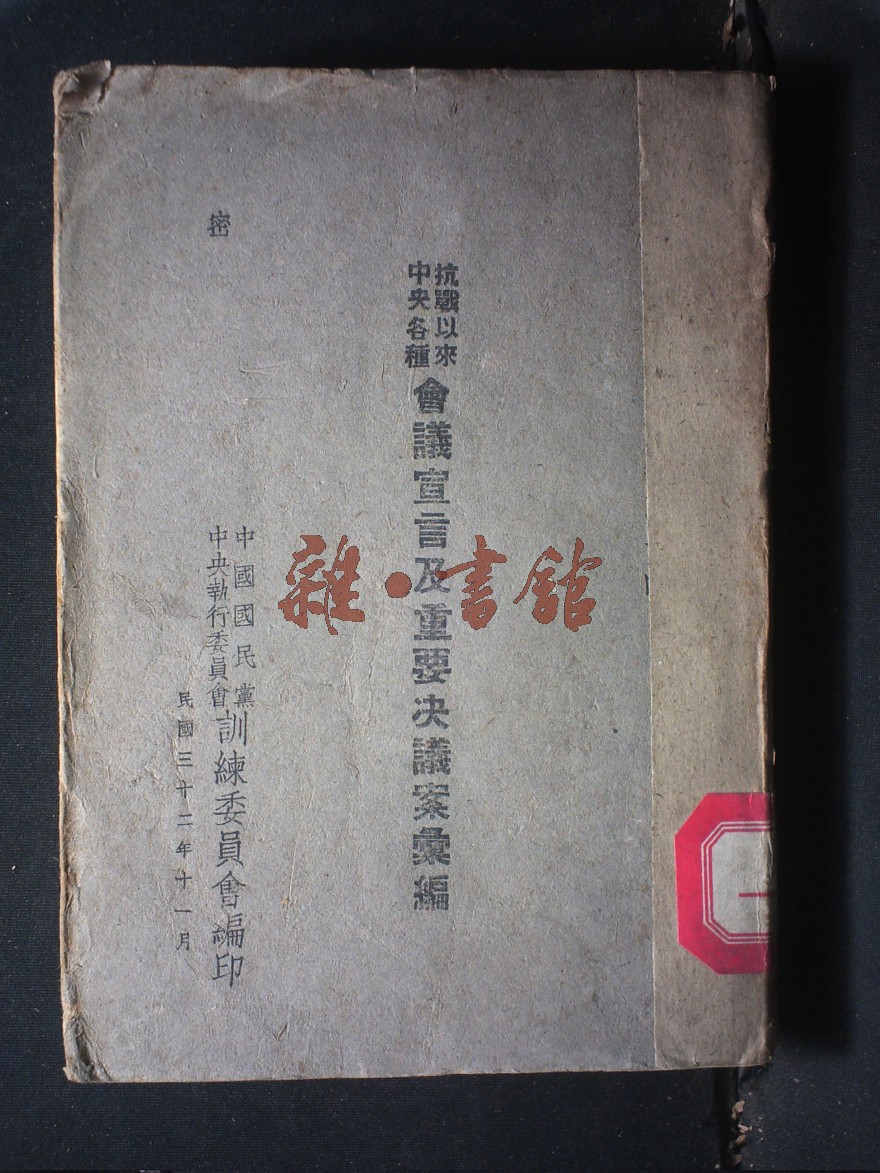 抗戰以來
中央各種
會議宣言及重要決議案彙編
密
中國國民黨
中央執行委員會
訓練委員會編印
民國三十二年十一月
雜·書館